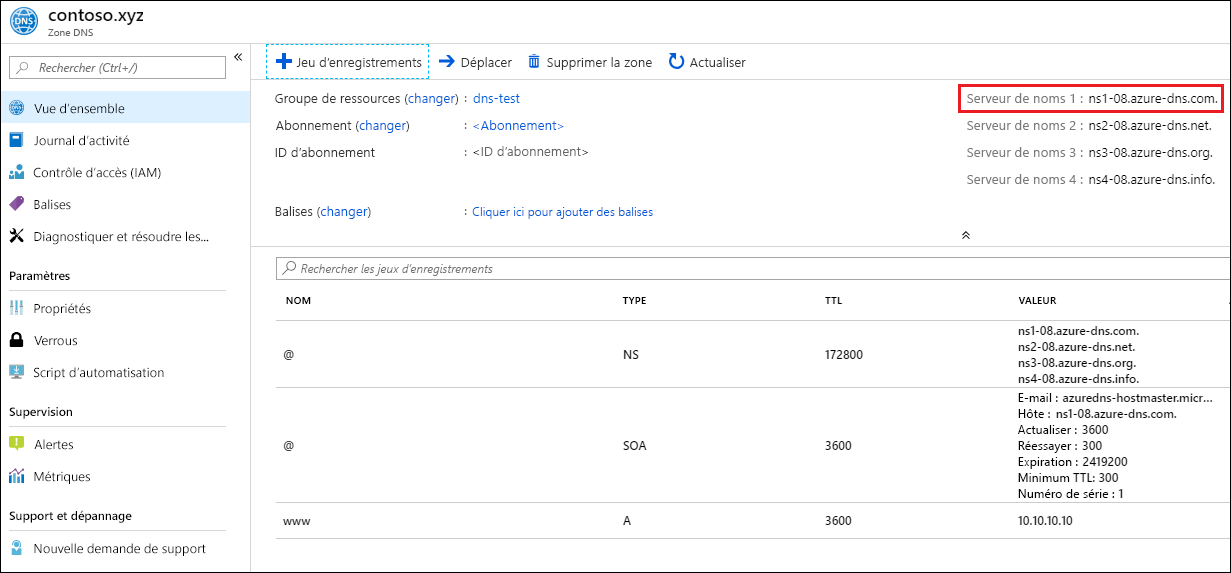 contoso.xyz
Zone DNS
Rechercher (Ctrl+/)
«
Vue d'ensemble
Journal d'activité
Contrôle d'accès (IAM)
Balises
Diagnostiquer et résoudre les...
Paramètres
Propriétés
Verrous
Script d'automatisation
Supervision
Alertes
Métriques
Support et dépannage
Nouvelle demande de support
Jeu d'enregistrements
Déplacer
Supprimer la zone
Actualiser
Groupe de ressources (changer) : dns-test
Abonnement (changer) : <Abonnement>
ID d'abonnement : <ID d'abonnement>
Balises (changer) : Cliquer ici pour ajouter des balises
Serveur de noms 1 : ns1-08.azure-dns.com.
Serveur de noms 2 : ns2-08.azure-dns.net.
Serveur de noms 3 : ns3-08.azure-dns.org.
Serveur de noms 4 : ns4-08.azure-dns.info.
Rechercher les jeux d'enregistrements
NOM TYPE TTL VALEUR
@ NS 172800
ns1-08.azure-dns.com.
ns2-08.azure-dns.net.
ns3-08.azure-dns.org.
ns4-08.azure-dns.info.
@ SOA 3600
E-mail : azuredns-hostmaster.micr...
Hôte : ns1-08.azure-dns.com.
Actualiser : 3600
Réessayer : 300
Expiration : 2419200
Minimum TTL: 300
Numéro de série : 1
www A 3600 10.10.10.10